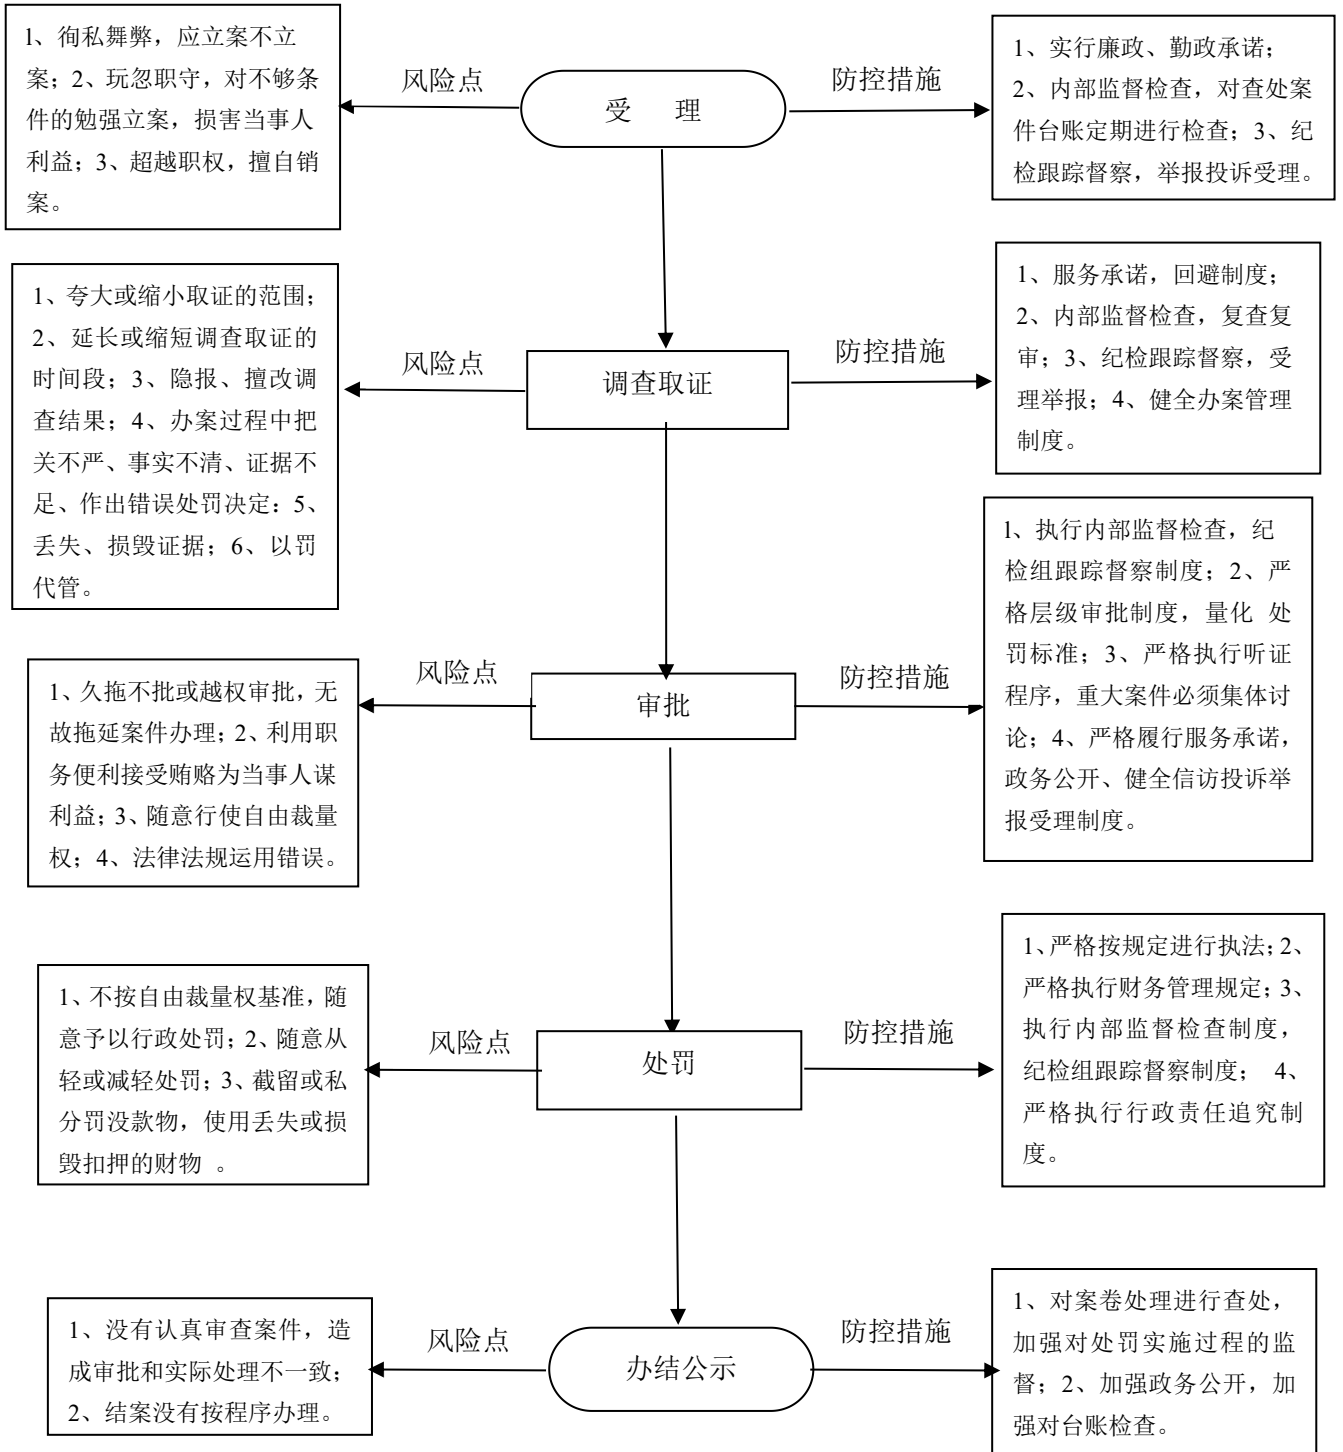 1、徇私舞弊，应立案不立
案；2、玩忽职守，对不够条
件的勉强立案，损害当事人
利益；3、超越职权，擅自销
案。
风险点
受 理
防控措施
1、实行廉政、勤政承诺；
2、内部监督检查，对查处案
件台账定期进行检查；3、纪
检跟踪督察，举报投诉受理。
1、夸大或缩小取证的范围；
2、延长或缩短调查取证的
时间段；3、隐报、擅改调
查结果；4、办案过程中把
关不严、事实不清、证据不
足、作出错误处罚决定：5、
丢失、损毁证据；6、以罚
代管。
风险点
调查取证
防控措施
1、服务承诺，回避制度；
2、内部监督检查，复查复
审；3、纪检跟踪督察，受
理举报；4、健全办案管理
制度。
1、久拖不批或越权审批，无
故拖延案件办理；2、利用职
务便利接受贿赂为当事人谋
利益；3、随意行使自由裁量
权；4、法律法规运用错误。
风险点
审批
防控措施
1、执行内部监督检查，纪
检组跟踪督察制度；2、严
格层级审批制度，量化 处
罚标准；3、严格执行听证
程序，重大案件必须集体讨
论；4、严格履行服务承诺，
政务公开、健全信访投诉举
报受理制度。
1、不按自由裁量权基准，随
意予以行政处罚；2、随意从
轻或减轻处罚；3、截留或私
分罚没款物，使用丢失或损
毁扣押的财物 。
风险点
处罚
防控措施
1、严格按规定进行执法；2、
严格执行财务管理规定；3、
执行内部监督检查制度，
纪检组跟踪督察制度； 4、
严格执行行政责任追究制
度。
1、没有认真审查案件，造
成审批和实际处理不一致；
2、结案没有按程序办理。
风险点
办结公示
防控措施
1、对案卷处理进行查处，
加强对处罚实施过程的监
督；2、加强政务公开，加
强对台账检查。